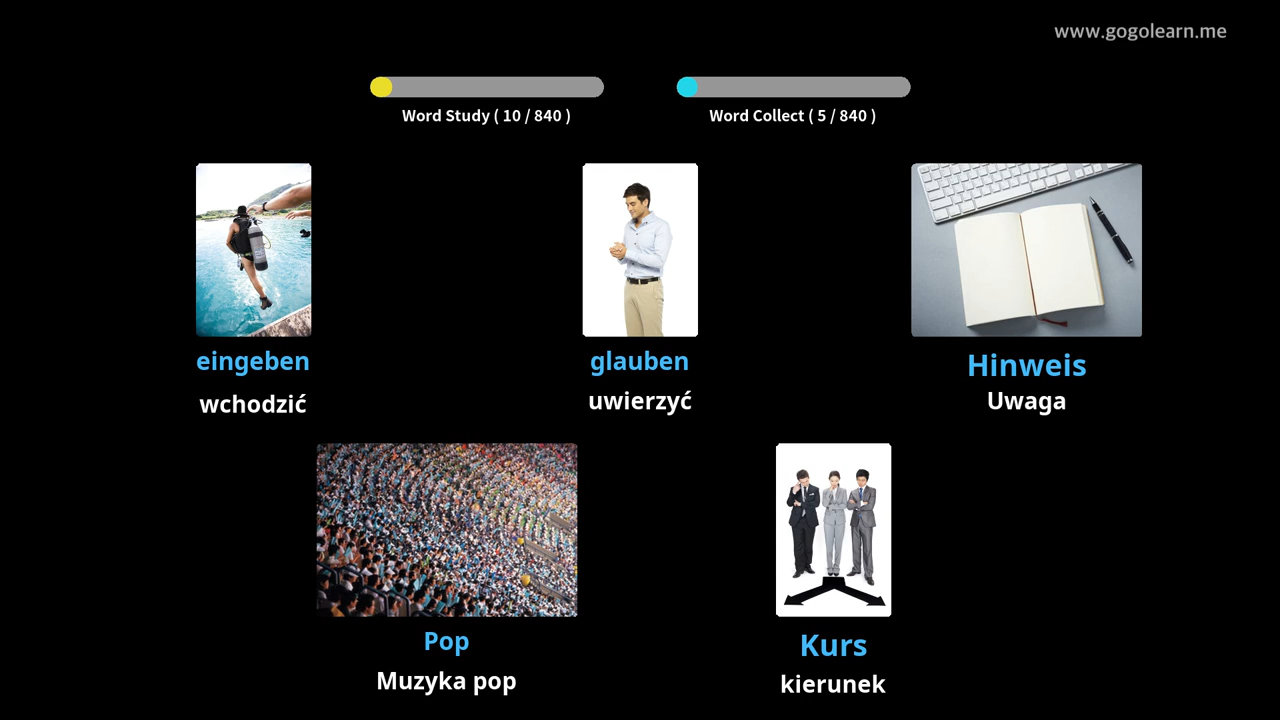 www.gogolearn.me
Word Study ( 10 / 840 )
Word Collect ( 5 / 840 )
eingeben
wchodzić
glauben
uwierzyć
Hinweis
Uwaga
Pop
Muzyka pop
Kurs
kierunek